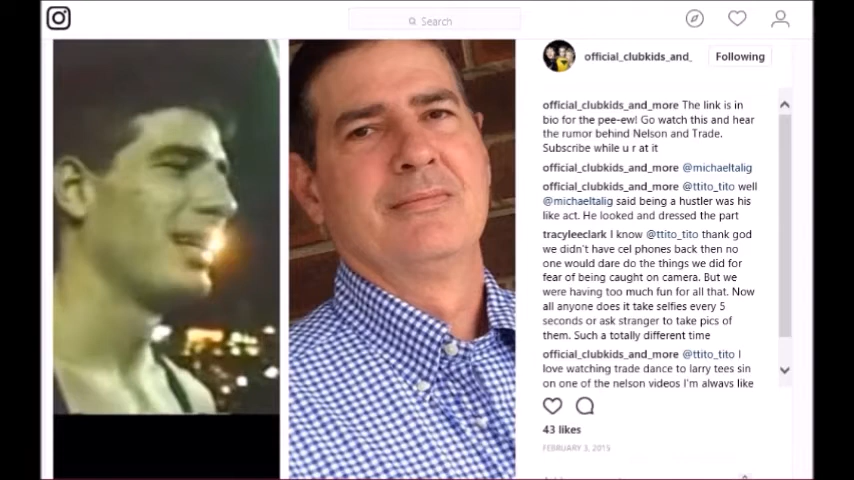 Search
official_clubkids_and_
Following
official_clubkids_and_more The link is in
bio for the pee-ew! Go watch this and hear
the rumor behind Nelson and Trade.
Subscribe while u r at it
official_clubkids_and_more @michaeltalig
official_clubkids_and_more @ttito_tito well
@michaeltalig said being a hustler was his
like act. He looked and dressed the part
tracyleeclark I know @ttito_tito thank god
we didn't have cel phones back then no
one would dare do the things we did for
fear of being caught on camera. But we
were having too much fun for all that. Now
all anyone does it take selfies every 5
seconds or ask stranger to take pics of
them. Such a totally different time
official_clubkids_and_more @ttito_tito I
love watching trade dance to larry tees sin
on one of the nelson videos I'm always like
43 likes
FEBRUARY 3, 2015